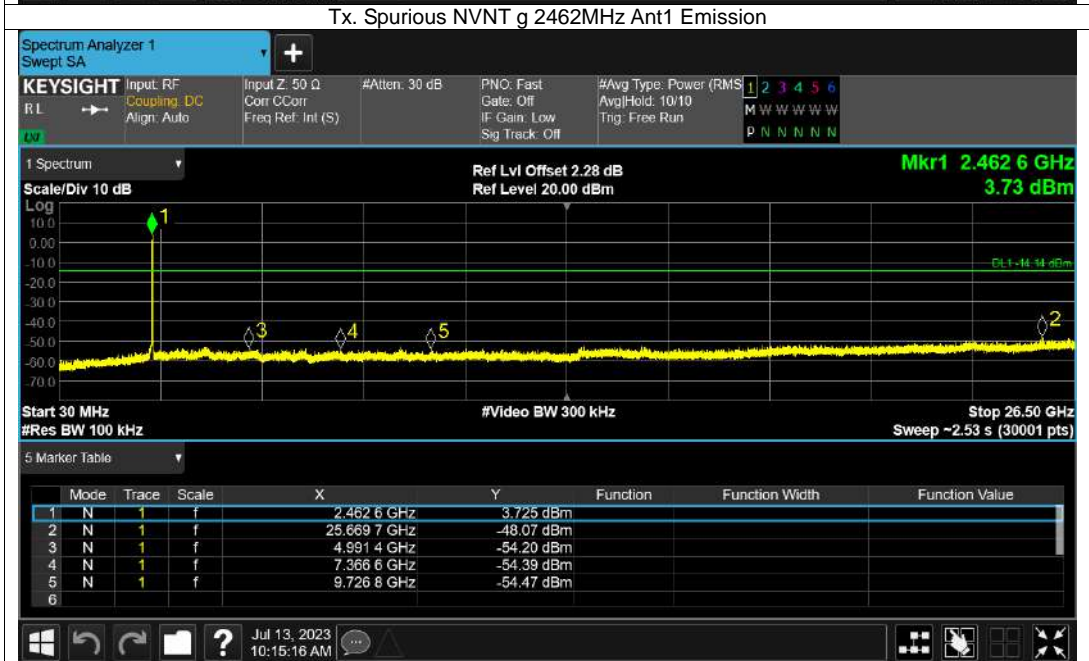 Tx. Spurious NVNT g 2462MHz Ant1 Emission
Spectrum Analyzer 1
Swept SA
+
KEYSIGHT
RL
LXI
Input: RF
Coupling: DC
Align: Auto
Input Z: 50 Ω
Corr CCorr
Freq Ref: Int (S)
#Atten: 30 dB
PNO: Fast
Gate: Off
IF Gain: Low
Sig Track: Off
#Avg Type: Power (RMS
Avg|Hold: 10/10
Trig: Free Run
1 2 3 4 5 6
M W W W W W
P N N N N N
1 Spectrum
Scale/Div 10 dB
Ref Lvl Offset 2.28 dB
Ref Level 20.00 dBm
Mkr1 2.462 6 GHz
3.73 dBm
Log
10.0
0.00
-10.0
-20.0
-30.0
-40.0
-50.0
-60.0
-70.0
1
3
4
5
2
DL1 -14.14 dBm
Start 30 MHz
#Res BW 100 kHz
#Video BW 300 kHz
Stop 26.50 GHz
Sweep ~2.53 s (30001 pts)
5 Marker Table
Mode Trace Scale X Y Function Function Width Function Value
1 N 1 f 2.462 6 GHz 3.725 dBm
2 N 1 f 25.669 7 GHz -48.07 dBm
3 N 1 f 4.991 4 GHz -54.20 dBm
4 N 1 f 7.366 6 GHz -54.39 dBm
5 N 1 f 9.726 8 GHz -54.47 dBm
6
?
Jul 13, 2023
10:15:16 AM